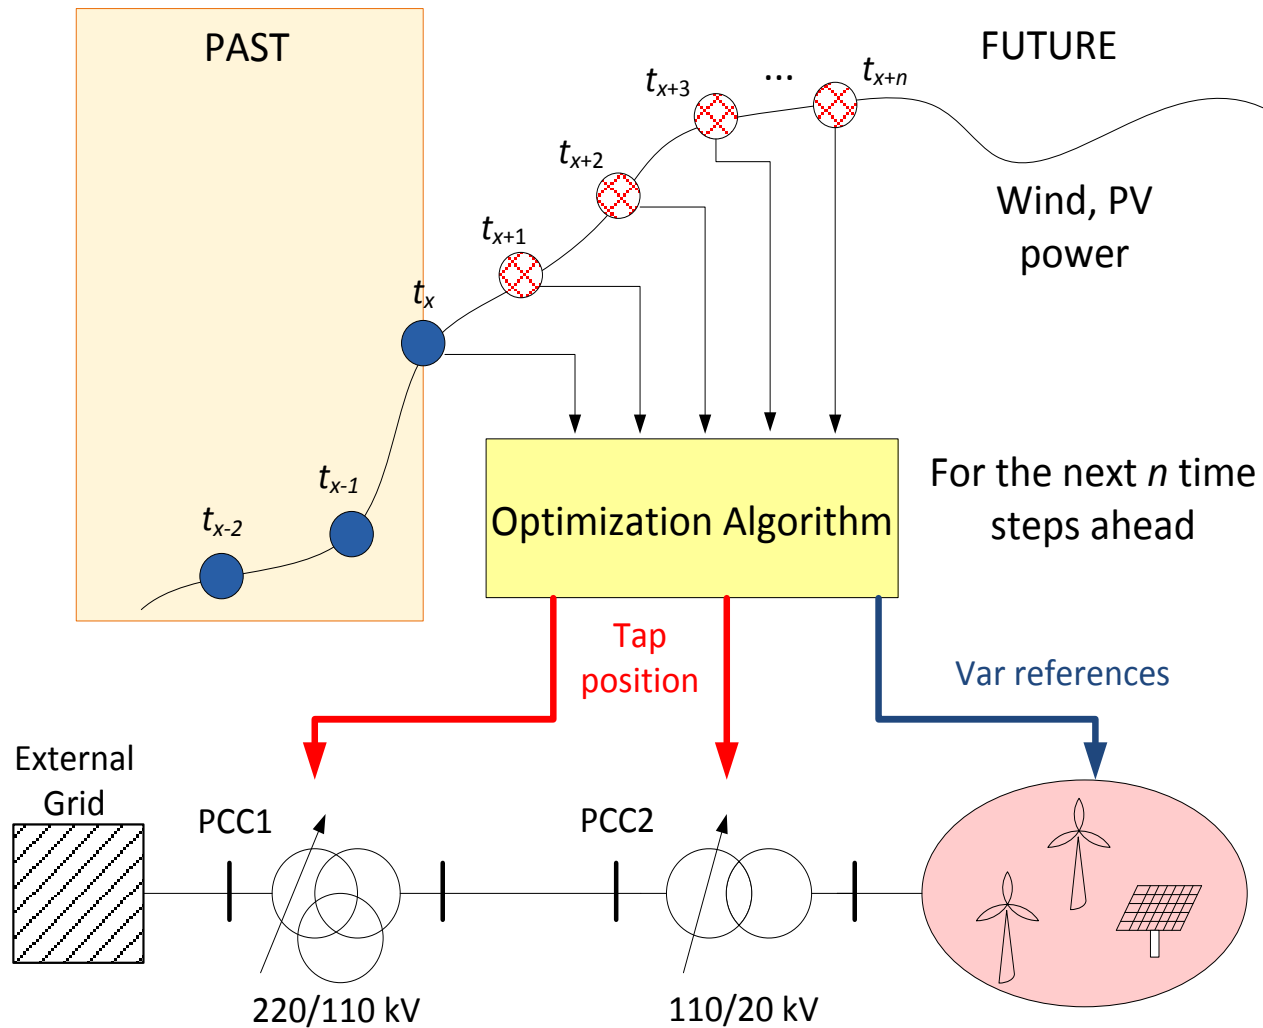 PAST
FUTURE
...
tx+n
tx+3
tx+2
Wind, PV
power
tx+1
tx
tx-1
tx-2
For the next n time
steps ahead
Optimization Algorithm
Tap
position
Var references
External
Grid
PCC1
PCC2
220/110 kV
110/20 kV